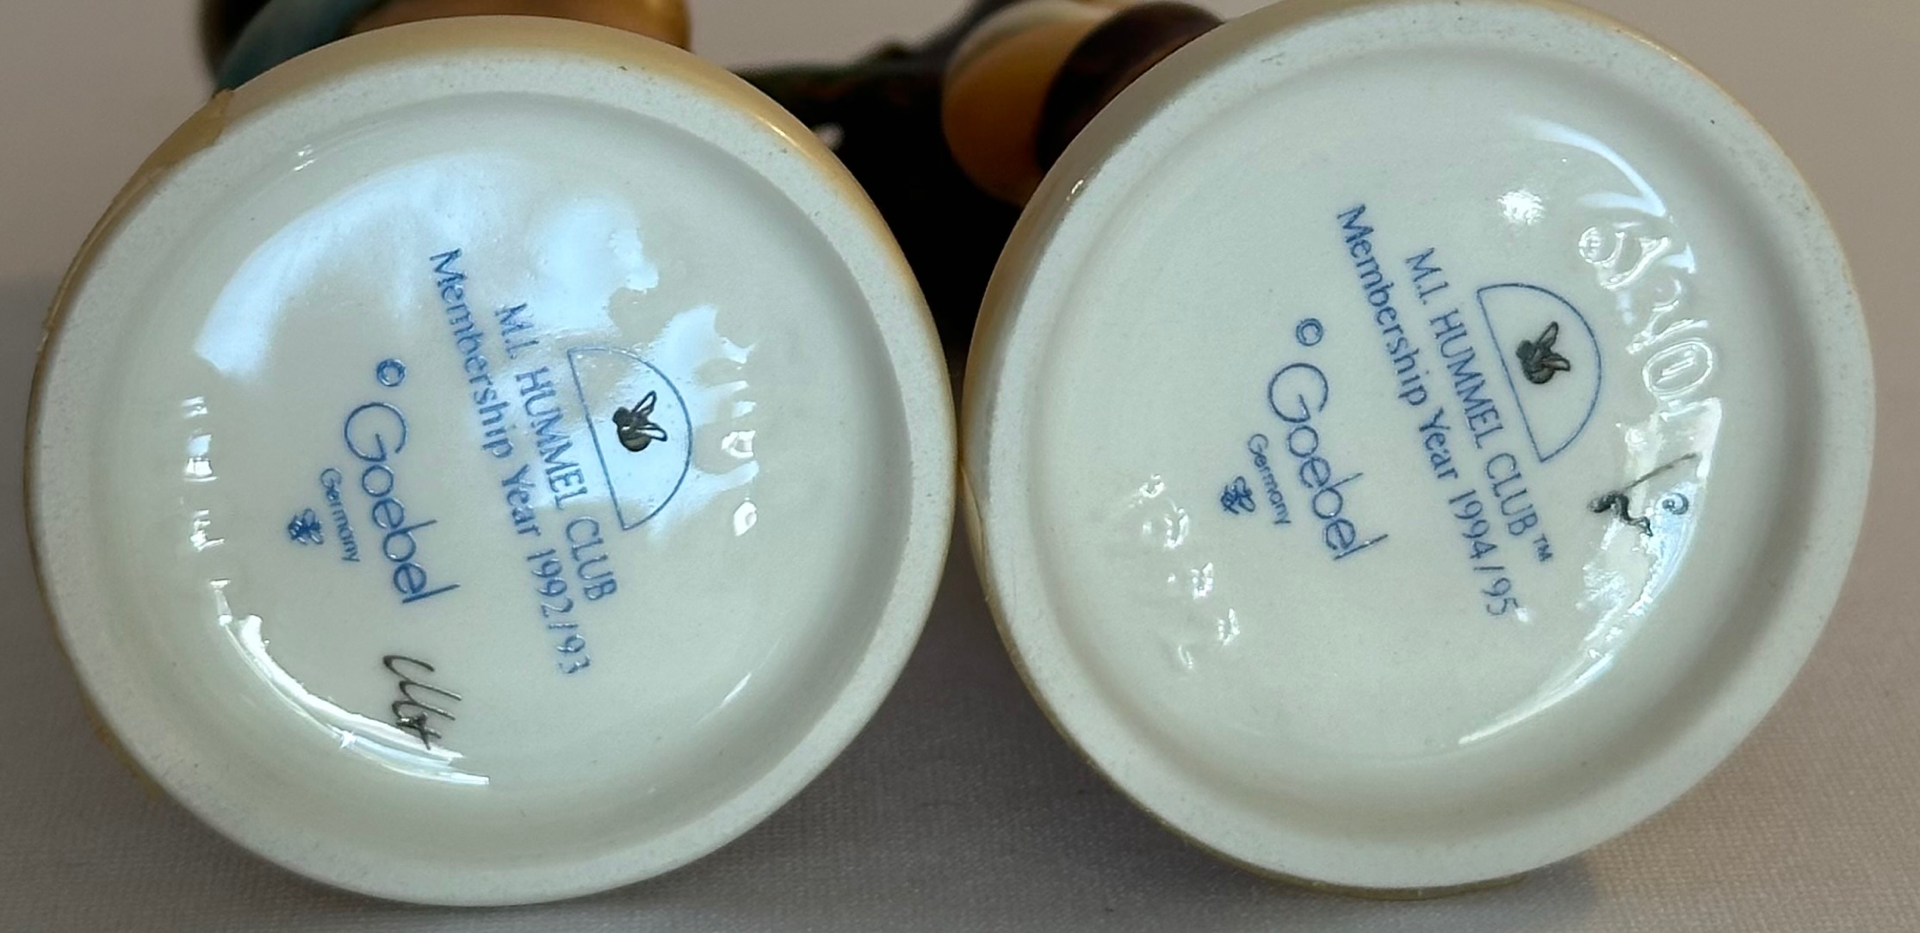 M.I. HUMMEL CLUB
Membership Year 1992/93
© Goebel
Germany
M.I. HUMMEL CLUB™
Membership Year 1994/95
© Goebel
Germany